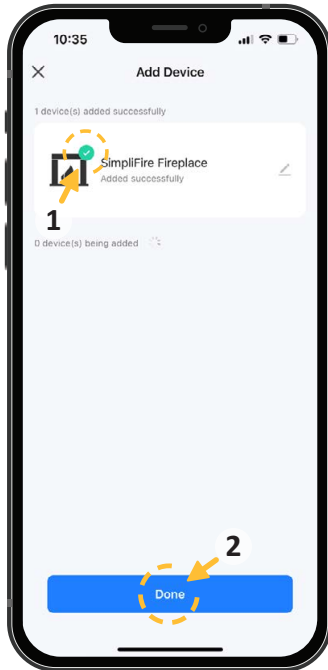 10:35
Add Device
1 device(s) added successfully
SimpliFire Fireplace
Added successfully
1
0 device(s) being added
2
Done